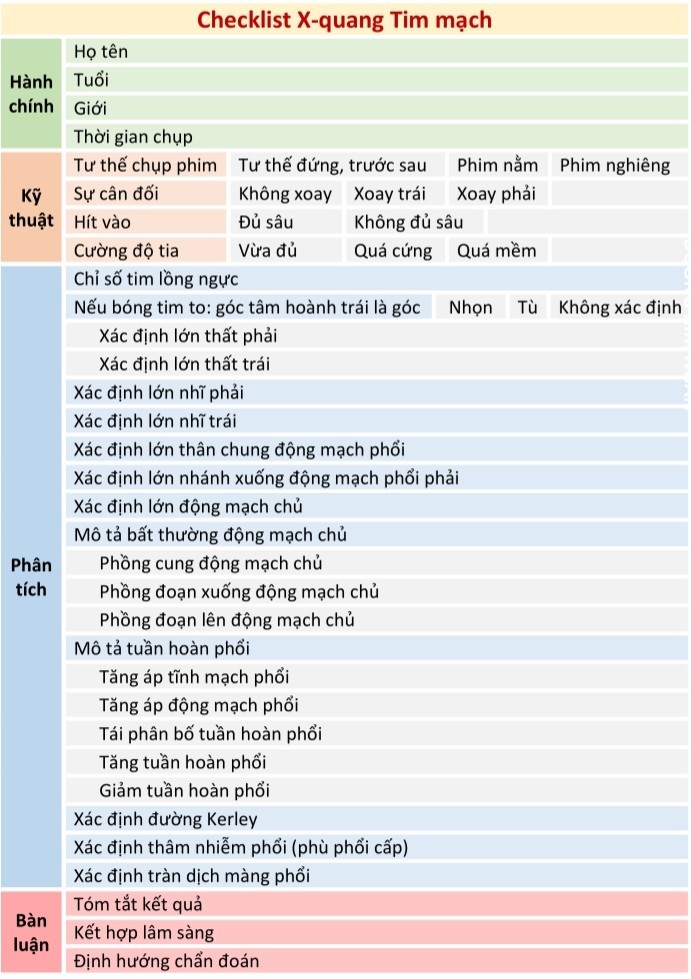 Checklist X-quang Tim mạch
Hành chính
Họ tên
Tuổi
Giới
Thời gian chụp
Kỹ thuật
Tư thế chụp phim Tư thế đứng, trước sau Phim nằm Phim nghiêng
Sự cân đối Không xoay Xoay trái Xoay phải
Hít vào Đủ sâu Không đủ sâu
Cường độ tia Vừa đủ Quá cứng Quá mềm
Phân tích
Chỉ số tim lồng ngực
Nếu bóng tim to: góc tâm hoành trái là góc Nhọn Tù Không xác định
Xác định lớn thất phải
Xác định lớn thất trái
Xác định lớn nhĩ phải
Xác định lớn nhĩ trái
Xác định lớn thân chung động mạch phổi
Xác định lớn nhánh xuống động mạch phổi phải
Xác định lớn động mạch chủ
Mô tả bất thường động mạch chủ
Phồng cung động mạch chủ
Phồng đoạn xuống động mạch chủ
Phồng đoạn lên động mạch chủ
Mô tả tuần hoàn phổi
Tăng áp tĩnh mạch phổi
Tăng áp động mạch phổi
Tái phân bố tuần hoàn phổi
Tăng tuần hoàn phổi
Giảm tuần hoàn phổi
Xác định đường Kerley
Xác định thâm nhiễm phổi (phù phổi cấp)
Xác định tràn dịch màng phổi
Bàn luận
Tóm tắt kết quả
Kết hợp lâm sàng
Định hướng chẩn đoán